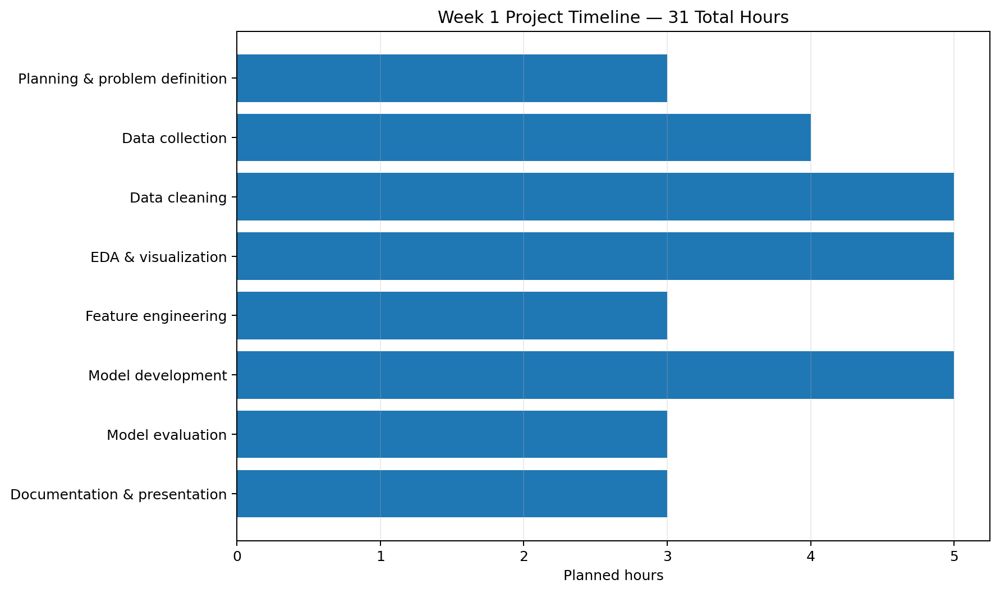 Week 1 Project Timeline — 31 Total Hours
Planning & problem definition
Data collection
Data cleaning
EDA & visualization
Feature engineering
Model development
Model evaluation
Documentation & presentation
0 1 2 3 4 5
Planned hours